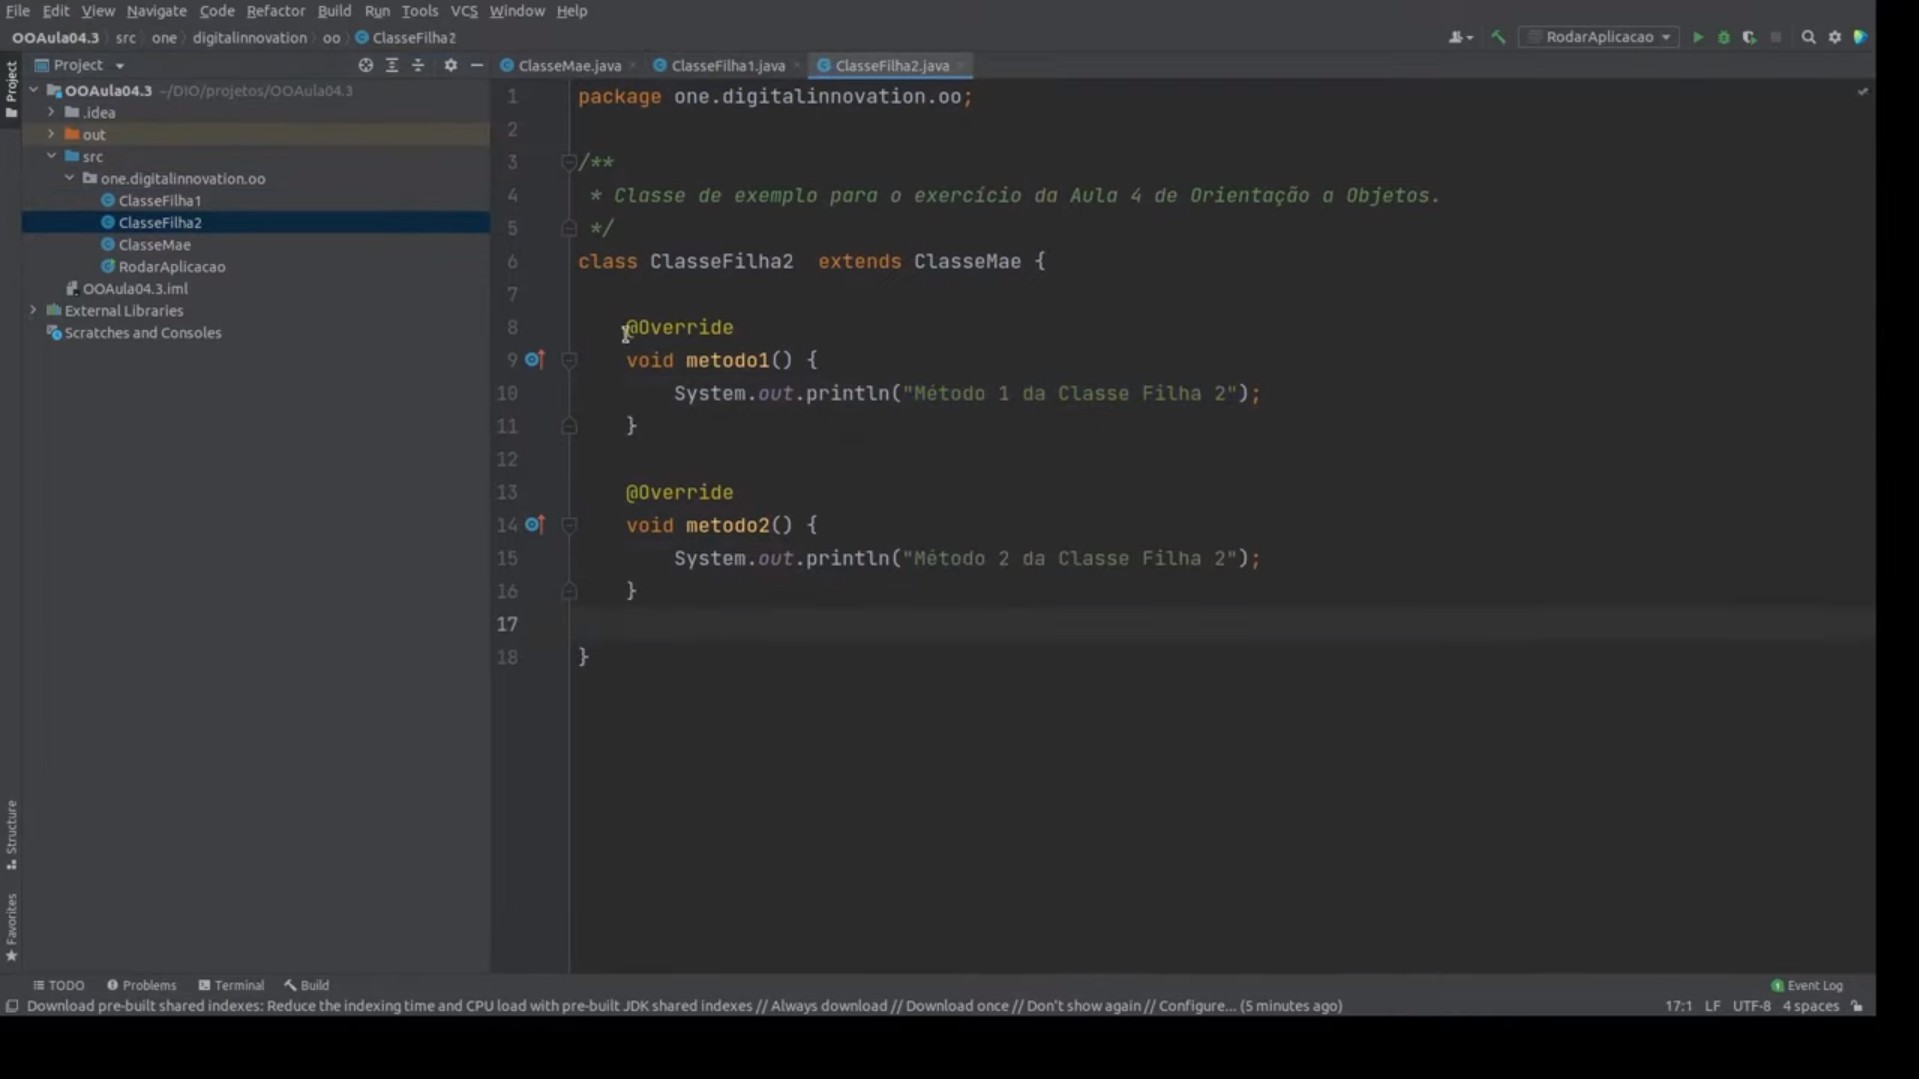 File Edit View Navigate Code Refactor Build Run Tools VCS Window Help
OOAula04.3 src one digitalinnovation oo ClasseFilha2
RodarAplicacao
Project
Project
ClasseMae.java ClasseFilha1.java ClasseFilha2.java
OOAula04.3 ~/DIO/projetos/OOAula04.3
.idea
out
src
one.digitalinnovation.oo
ClasseFilha1
ClasseFilha2
ClasseMae
RodarAplicacao
OOAula04.3.iml
External Libraries
Scratches and Consoles
1 package one.digitalinnovation.oo;
2
3 /**
4 * Classe de exemplo para o exercício da Aula 4 de Orientação a Objetos.
5 */
6 class ClasseFilha2  extends ClasseMae {
7
8 @Override
9 void metodo1() {
10 System.out.println("Método 1 da Classe Filha 2");
11 }
12
13 @Override
14 void metodo2() {
15 System.out.println("Método 2 da Classe Filha 2");
16 }
17
18 }
Structure
Favorites
TODO Problems Terminal Build
1 Event Log
Download pre-built shared indexes: Reduce the indexing time and CPU load with pre-built JDK shared indexes // Always download // Download once // Don't show again // Configure... (5 minutes ago)
17:1 LF UTF-8 4 spaces